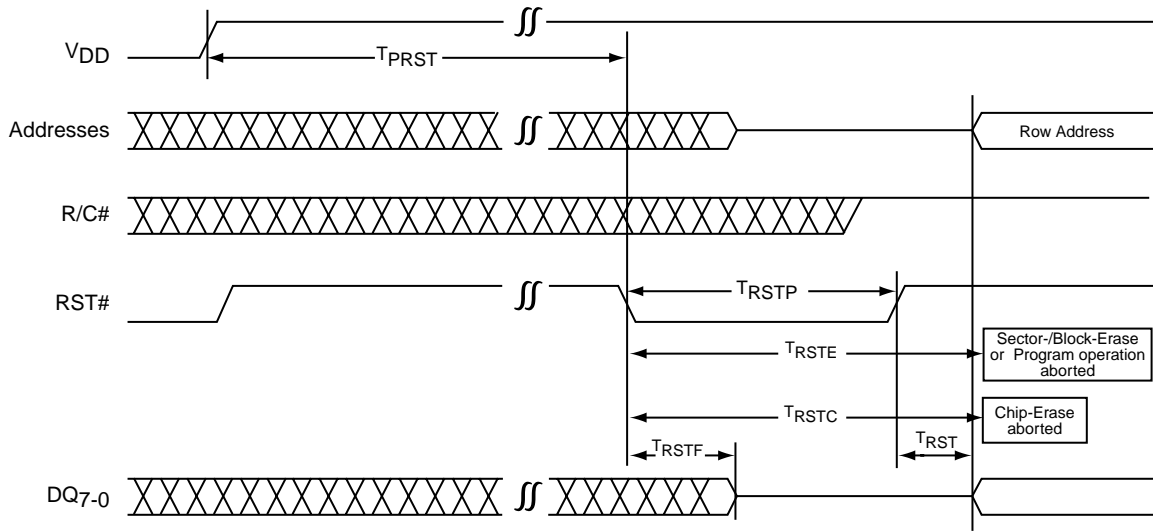 VDD
TPRST
Addresses
Row Address
R/C#
RST#
TRSTP
TRSTE
Sector-/Block-Erase
or Program operation
aborted
TRSTC
Chip-Erase
aborted
TRSTF
TRST
DQ7-0